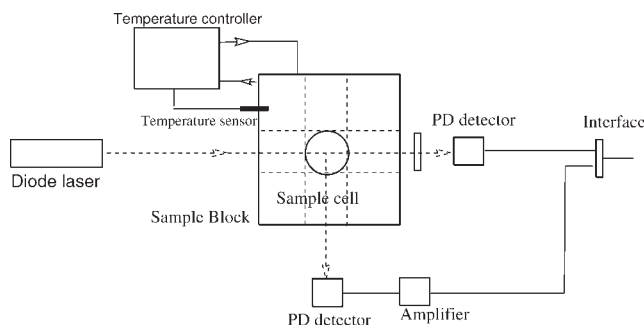 Temperature controller
Temperature sensor
PD detector
Interface
Diode laser
Sample cell
Sample Block
PD detector
Amplifier